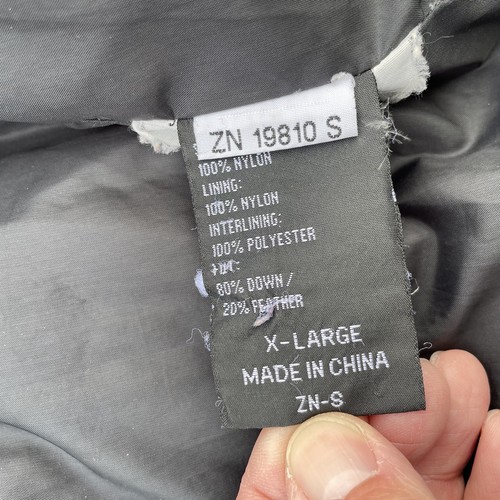 ZN 19810 S
100% NYLON
LINING:
100% NYLON
INTERLINING:
100% POLYESTER
80% DOWN /
20% FEATHER
X-LARGE
MADE IN CHINA
ZN-S